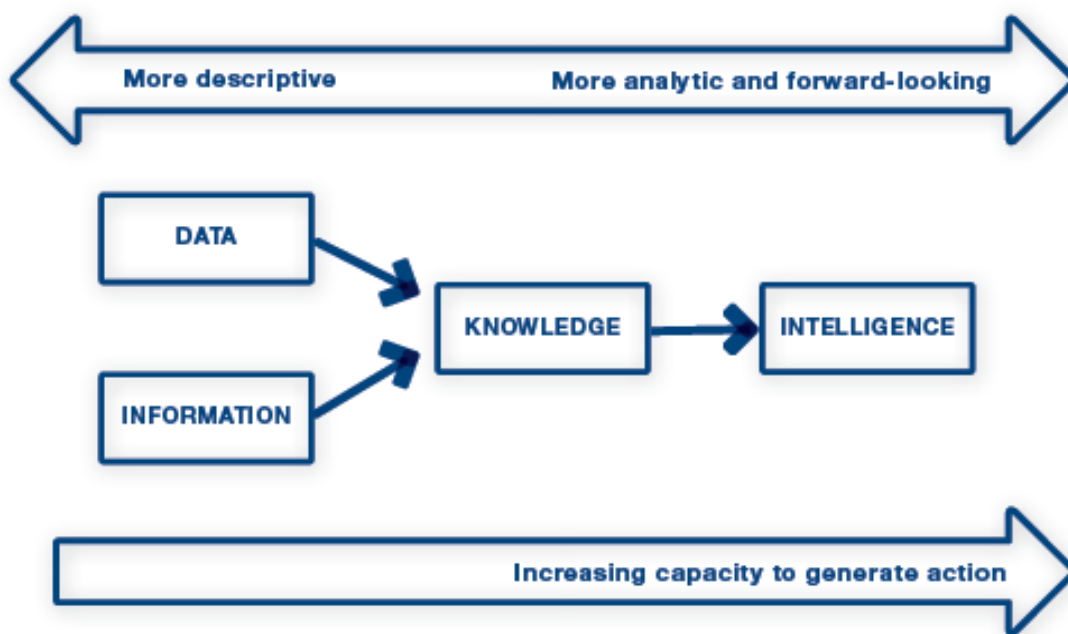 More descriptive
More analytic and forward-looking
DATA
KNOWLEDGE
INTELLIGENCE
INFORMATION
Increasing capacity to generate action